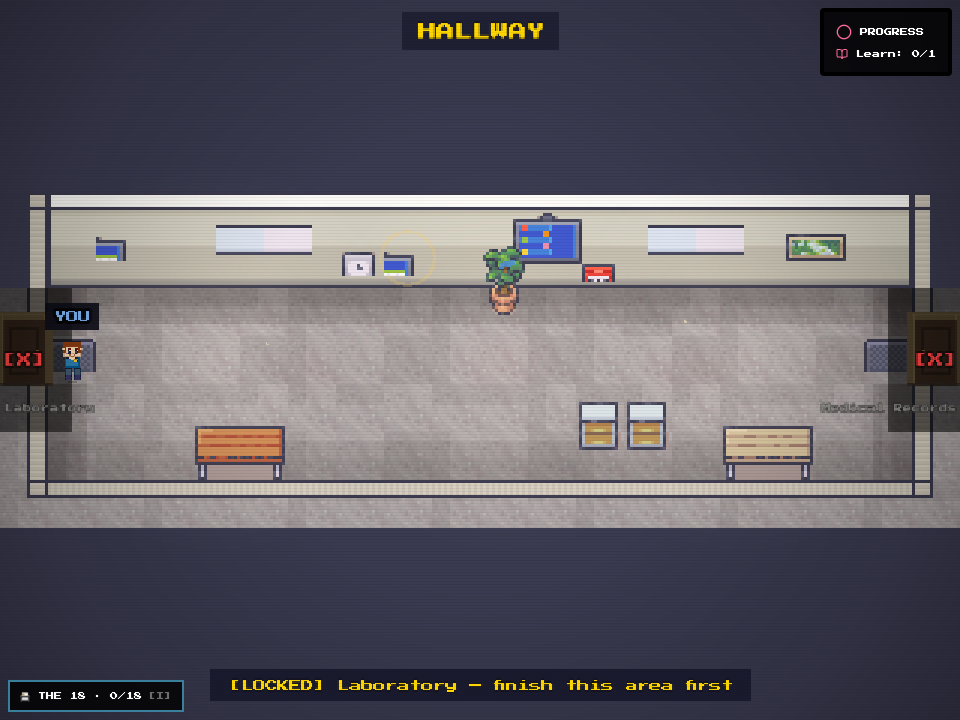 HALLWAY
PROGRESS
Learn: 0/1
YOU
[X]
[X]
Laboratory
Medical Records
[LOCKED] Laboratory — finish this area first
THE 18 · 0/18 [I]